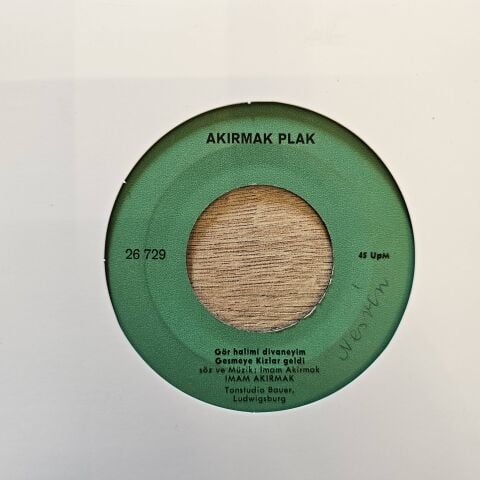 AKIRMAK PLAK
26 729
45 UpM
Gör halimi divaneyim
Gesmeye Kizlar geldi
söz ve Müzik: Imam Akirmak
IMAM AKIRMAK
Tonstudio Bauer,
Ludwigsburg